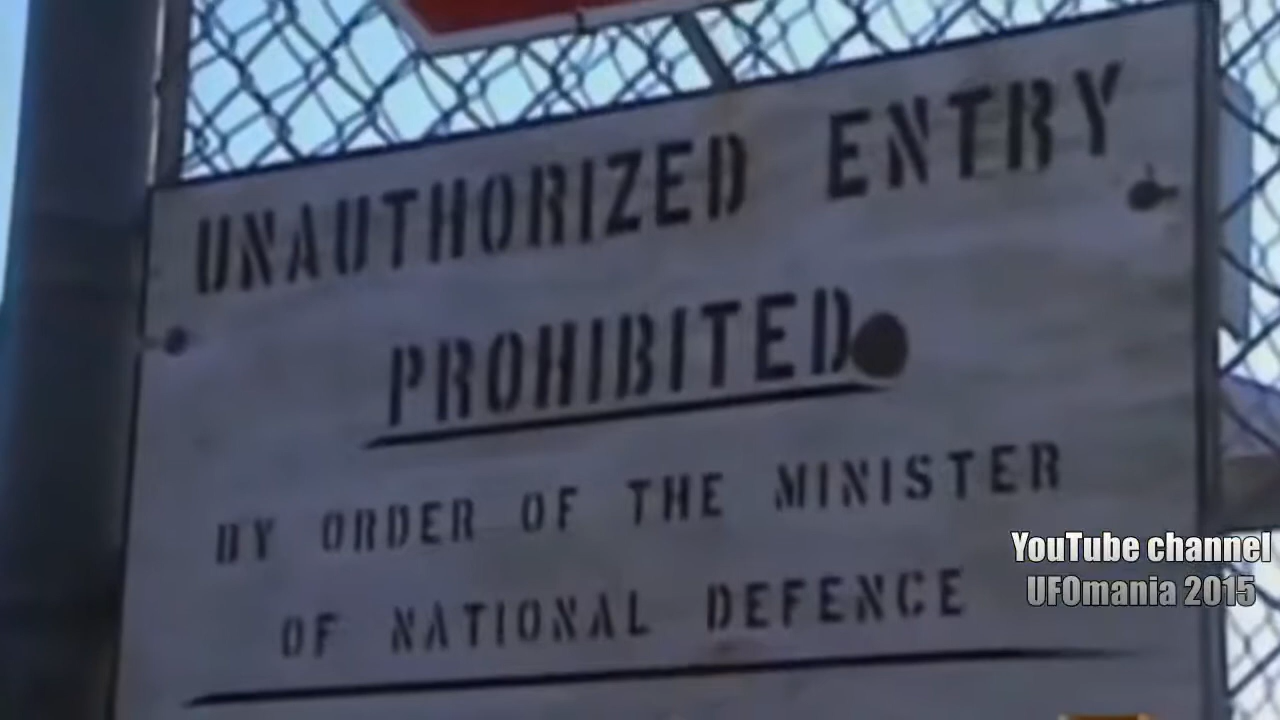 UNAUTHORIZED ENTRY
PROHIBITED
BY ORDER OF THE MINISTER
OF NATIONAL DEFENCE
YouTube channel
UFOmania 2015